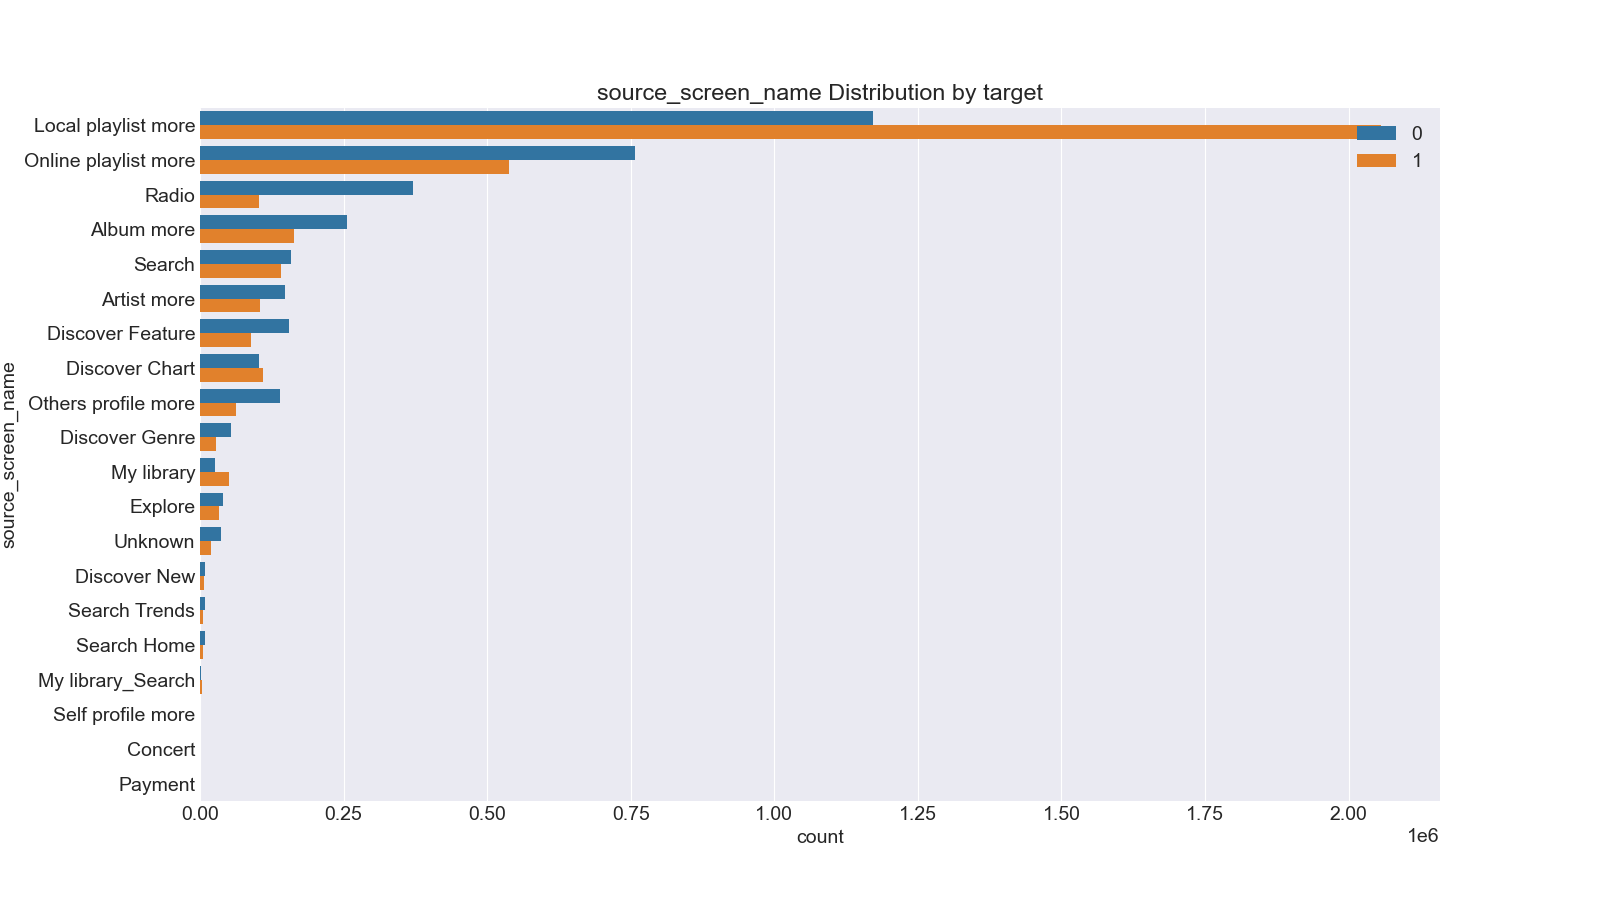 source_screen_name Distribution by target
0
1
source_screen_name
Local playlist more
Online playlist more
Radio
Album more
Search
Artist more
Discover Feature
Discover Chart
Others profile more
Discover Genre
My library
Explore
Unknown
Discover New
Search Trends
Search Home
My library_Search
Self profile more
Concert
Payment
0.00 0.25 0.50 0.75 1.00 1.25 1.50 1.75 2.00
count
1e6